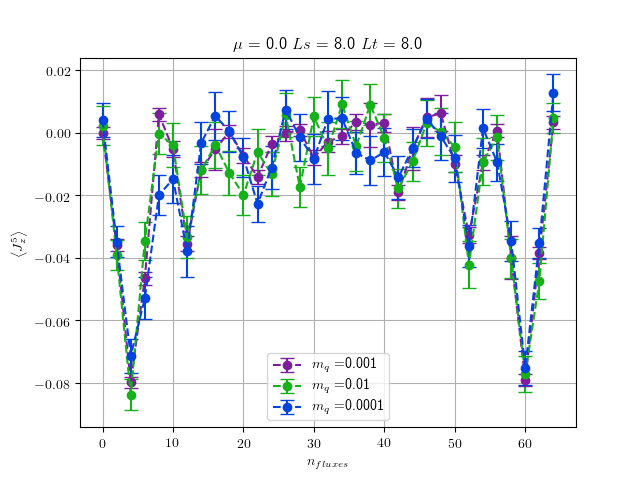 μ = 0.0 Ls = 8.0 Lt = 8.0
0.02
0.00
−0.02
−0.04
−0.06
−0.08
⟨J_z^5⟩
m_q =0.001
m_q =0.01
m_q =0.0001
0 10 20 30 40 50 60
n_{fluxes}